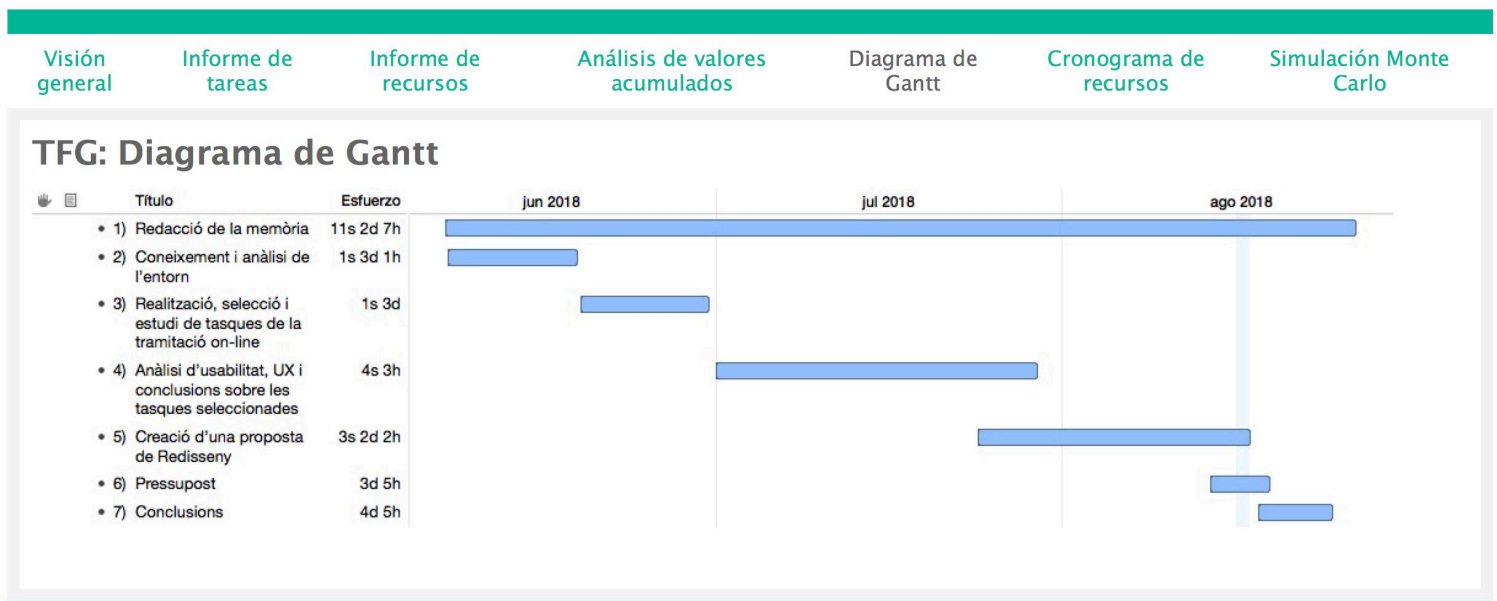 Visión general
Informe de tareas
Informe de recursos
Análisis de valores acumulados
Diagrama de Gantt
Cronograma de recursos
Simulación Monte Carlo
TFG: Diagrama de Gantt
Título Esfuerzo jun 2018 jul 2018 ago 2018
• 1) Redacció de la memòria 11s 2d 7h
• 2) Coneixement i anàlisi de 1s 3d 1h
l'entorn
• 3) Realització, selecció i 1s 3d
estudi de tasques de la
tramitació on-line
• 4) Anàlisi d'usabilitat, UX i 4s 3h
conclusions sobre les
tasques seleccionades
• 5) Creació d'una proposta 3s 2d 2h
de Redisseny
• 6) Pressupost 3d 5h
• 7) Conclusions 4d 5h